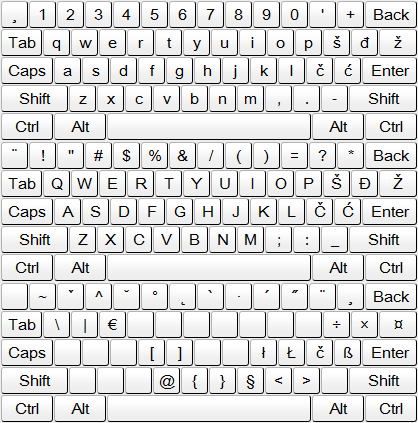 ¸ 1 2 3 4 5 6 7 8 9 0 ' + Back
Tab q w e r t y u i o p š đ ž
Caps a s d f g h j k l č ć Enter
Shift z x c v b n m , . - Shift
Ctrl Alt Alt Ctrl
¨ ! " # $ % & / ( ) = ? * Back
Tab Q W E R T Y U I O P Š Đ Ž
Caps A S D F G H J K L Č Ć Enter
Shift Z X C V B N M ; : _ Shift
Ctrl Alt Alt Ctrl
~ ˇ ^ ˘ ° ˛ ` · ´ ˝ ¨ ¸ Back
Tab \ | € ÷ × ¤
Caps [ ] ł Ł č ß Enter
Shift @ { } § < > Shift
Ctrl Alt Alt Ctrl